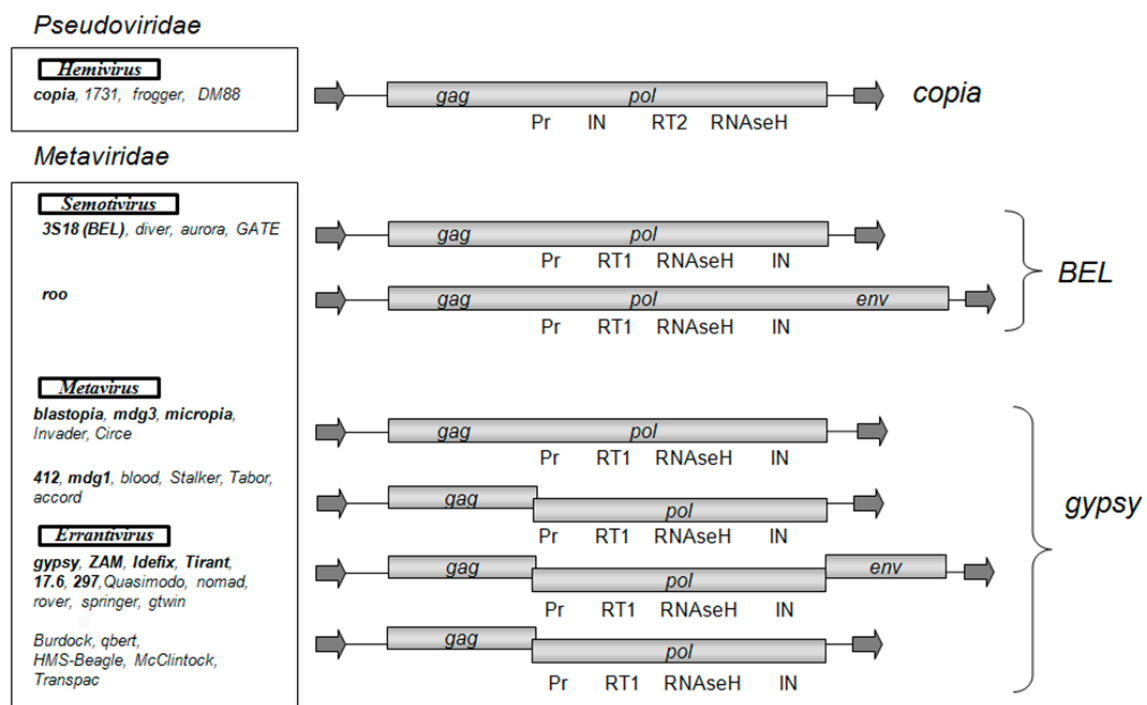 Pseudoviridae
Hemivirus
copia, 1731, frogger, DM88
gag pol
Pr IN RT2 RNAseH
copia
Metaviridae
Semotivirus
3S18 (BEL), diver, aurora, GATE
gag pol
Pr RT1 RNAseH IN
roo
gag pol env
Pr RT1 RNAseH IN
BEL
Metavirus
blastopia, mdg3, micropia,
Invader, Circe
gag pol
Pr RT1 RNAseH IN
412, mdg1, blood, Stalker, Tabor,
accord
gag pol
Pr RT1 RNAseH IN
gypsy
Errantivirus
gypsy, ZAM, Idefix, Tirant,
17.6, 297,Quasimodo, nomad,
rover, springer, gtwin
gag pol env
Pr RT1 RNAseH IN
Burdock, qbert,
HMS-Beagle, McClintock,
Transpac
gag pol
Pr RT1 RNAseH IN